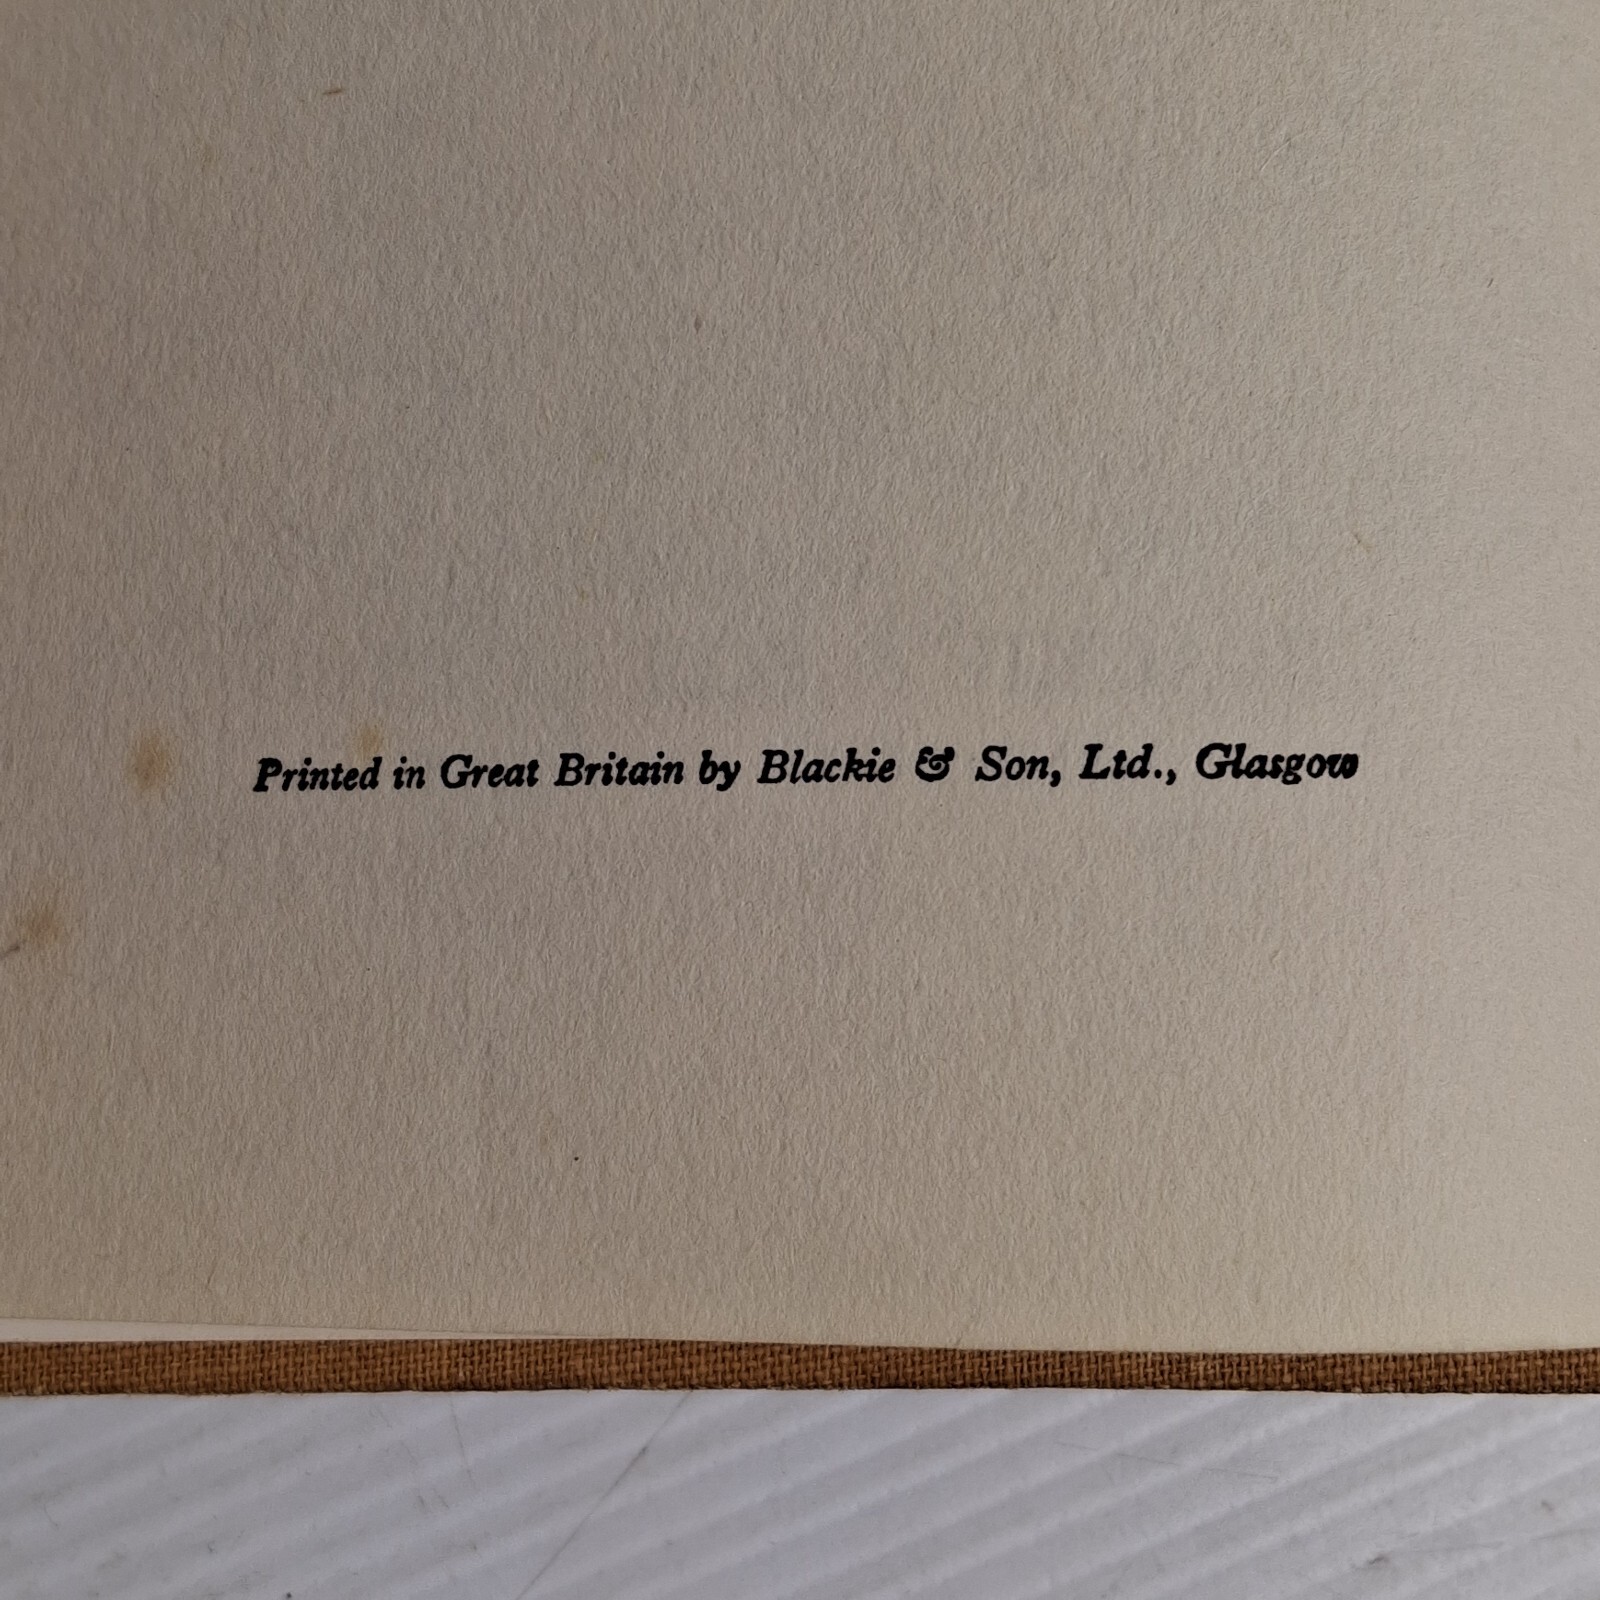 Printed in Great Britain by Blackie & Son, Ltd., Glasgow